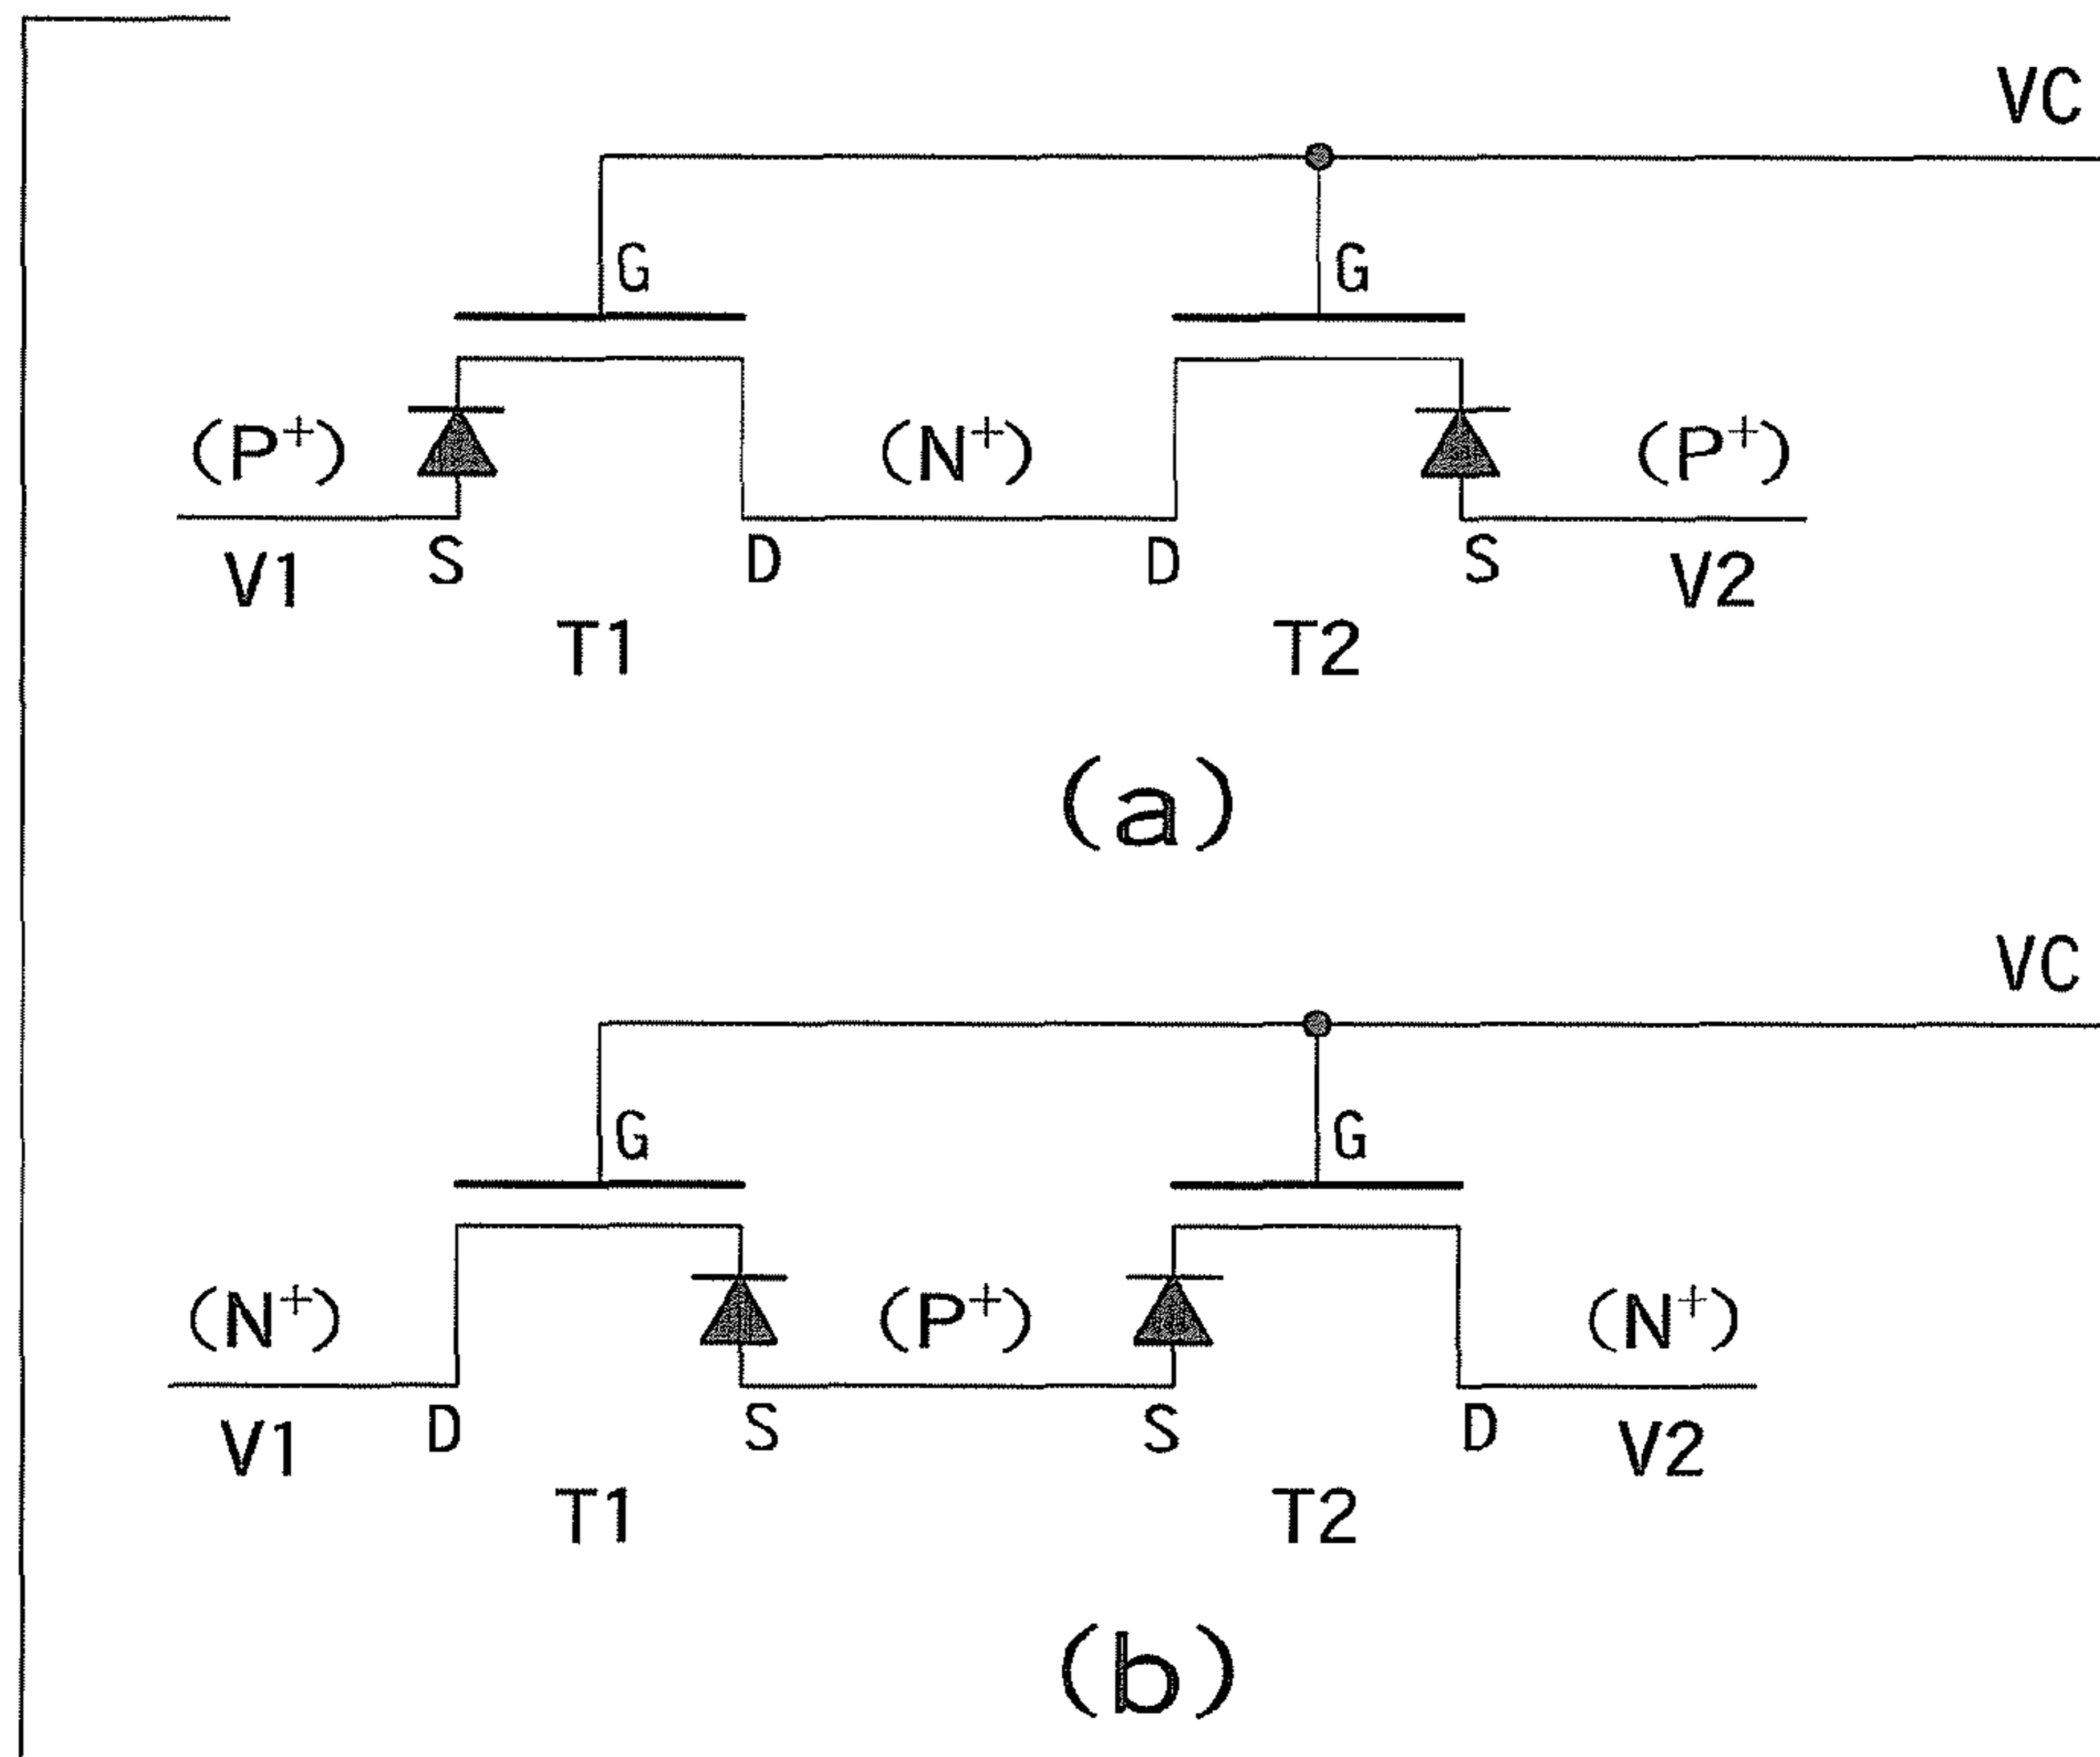 VC
G G
(P⁺) (N⁺) (P⁺)
V1 S D D S V2
T1 T2
(a)
VC
G G
(N⁺) (P⁺) (N⁺)
V1 D S S D V2
T1 T2
(b)